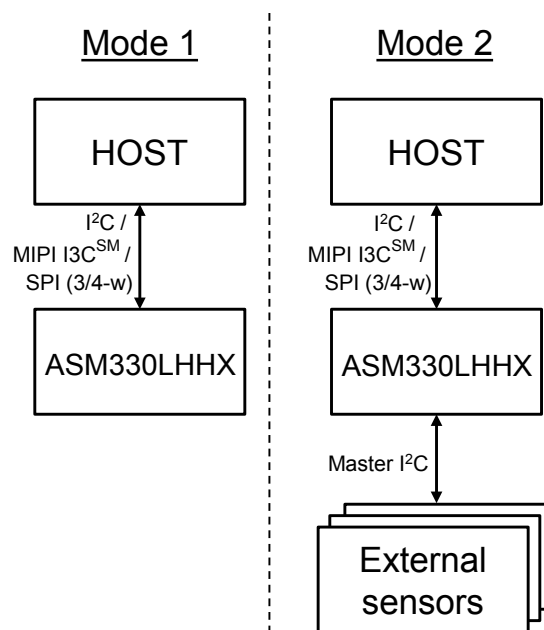 Mode 1
HOST
I²C /
MIPI I3Cˢᴹ /
SPI (3/4-w)
ASM330LHHX
Mode 2
HOST
I²C /
MIPI I3Cˢᴹ /
SPI (3/4-w)
ASM330LHHX
Master I²C
External
sensors